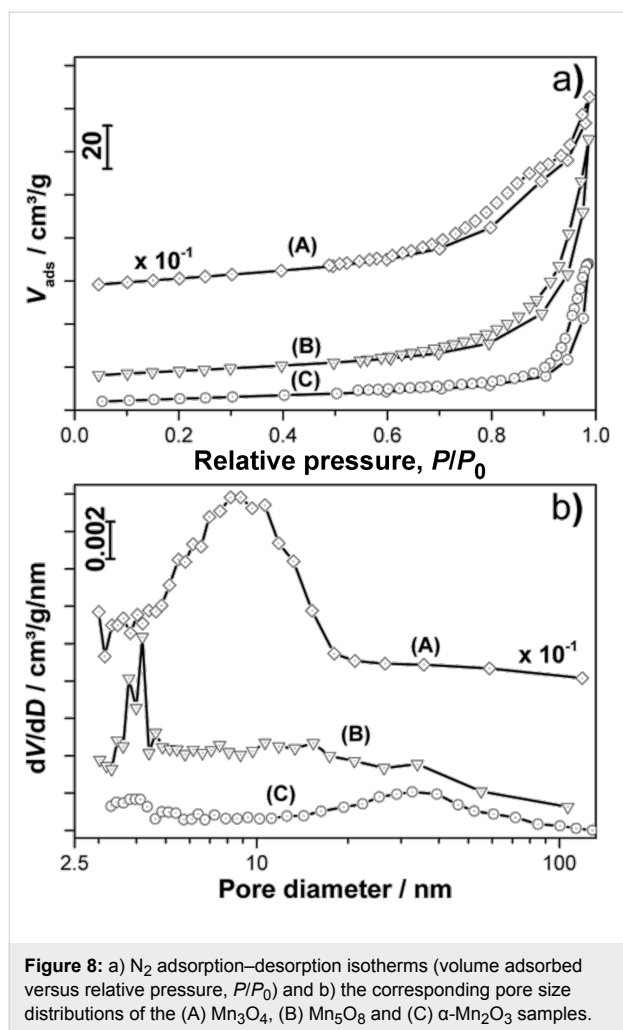 a)
20
V_ads / cm³/g
(A)
x 10⁻¹
(B)
(C)
0.0 0.2 0.4 0.6 0.8 1.0
Relative pressure, P/P₀
b)
0.002
dV/dD / cm³/g/nm
(A)
x 10⁻¹
(B)
(C)
2.5 10 100
Pore diameter / nm
Figure 8: a) N₂ adsorption–desorption isotherms (volume adsorbed
versus relative pressure, P/P₀) and b) the corresponding pore size
distributions of the (A) Mn₃O₄, (B) Mn₅O₈ and (C) α-Mn₂O₃ samples.